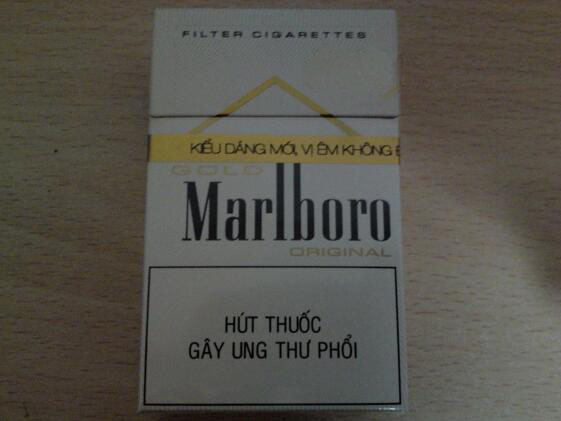 FILTER CIGARETTES
KIỂU DÁNG MỚI, VỊ ÊM KHÔNG
GOLD
Marlboro
ORIGINAL
HÚT THUỐC
GÂY UNG THƯ PHỔI